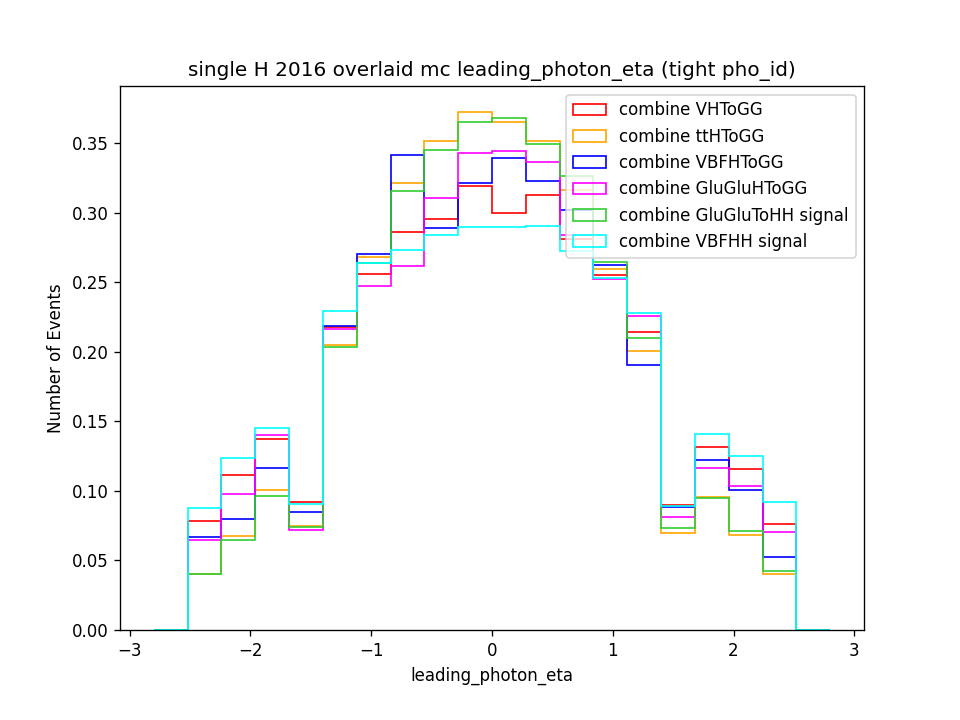 single H 2016 overlaid mc leading_photon_eta (tight pho_id)
combine VHToGG
combine ttHToGG
combine VBFHToGG
combine GluGluHToGG
combine GluGluToHH signal
combine VBFHH signal
Number of Events
0.35
0.30
0.25
0.20
0.15
0.10
0.05
0.00
−3
−2
−1
0
1
2
3
leading_photon_eta